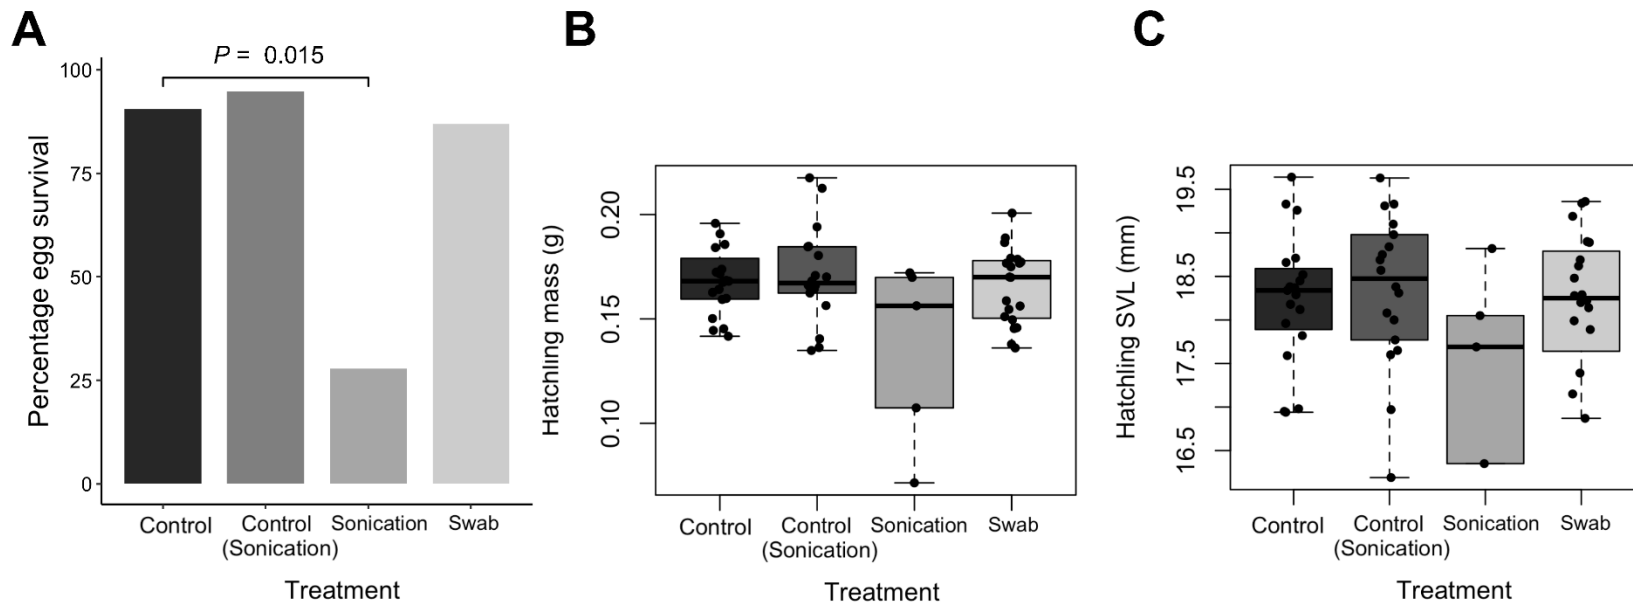 A
P = 0.015
Percentage egg survival
100
75
50
25
0
Control
Control
(Sonication)
Sonication
Swab
Treatment
B
Hatchling mass (g)
0.20
0.15
0.10
Control
Control
(Sonication)
Sonication
Swab
Treatment
C
Hatchling SVL (mm)
19.5
18.5
17.5
16.5
Control
Control
(Sonication)
Sonication
Swab
Treatment